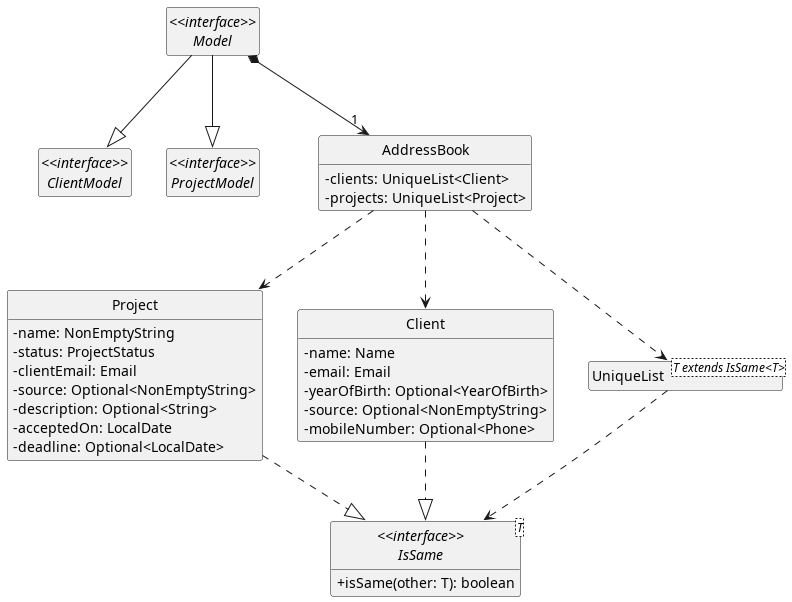 <<interface>>
Model
1
<<interface>>
ClientModel
<<interface>>
ProjectModel
AddressBook
-clients: UniqueList<Client>
-projects: UniqueList<Project>
Project
-name: NonEmptyString
-status: ProjectStatus
-clientEmail: Email
-source: Optional<NonEmptyString>
-description: Optional<String>
-acceptedOn: LocalDate
-deadline: Optional<LocalDate>
Client
-name: Name
-email: Email
-yearOfBirth: Optional<YearOfBirth>
-source: Optional<NonEmptyString>
-mobileNumber: Optional<Phone>
UniqueList
T extends IsSame<T>
<<interface>>
IsSame
T
+isSame(other: T): boolean